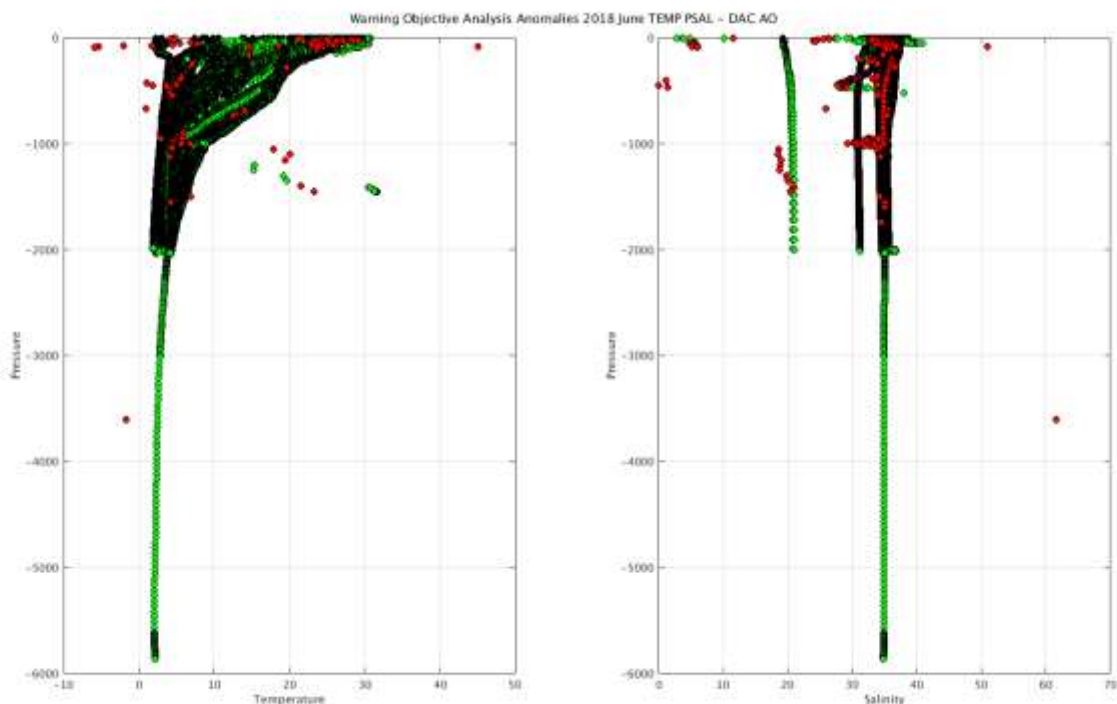 Warning Objective Analysis Anomalies 2018 June TEMP PSAL - DAC AO
0
-1000
-2000
-3000
-4000
-5000
-6000
Pressure
-10 0 10 20 30 40 50
Temperature
0
-1000
-2000
-3000
-4000
-5000
-6000
Pressure
0 10 20 30 40 50 60 70
Salinity